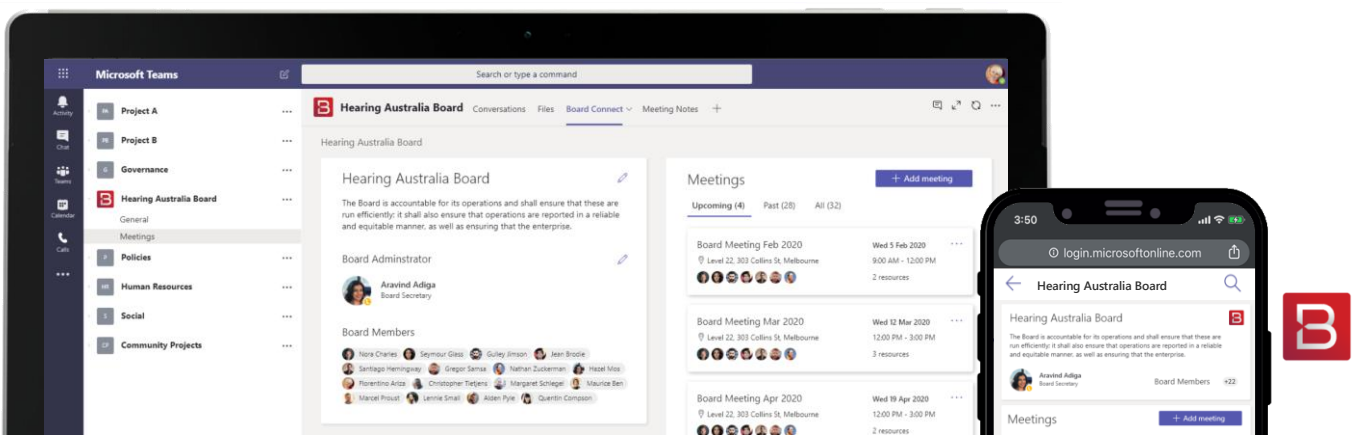 Microsoft Teams
Search or type a command
Activity
Chat
Teams
Calendar
Calls
PA Project A
PB Project B
G Governance
Hearing Australia Board
General
Meetings
P Policies
HR Human Resources
S Social
CP Community Projects
Hearing Australia Board Conversations Files Board Connect Meeting Notes
Hearing Australia Board
Hearing Australia Board
The Board is accountable for its operations and shall ensure that these are
run efficiently: it shall also ensure that operations are reported in a reliable
and equitable manner, as well as ensuring that the enterprise.
Board Adminstrator
Aravind Adiga
Board Secretary
Board Members
Nora Charles Seymour Glass Gulley Jimson Jean Brodie
Santiago Hemingway Gregor Samsa Nathan Zuckerman Hazel Mos
Florentino Ariza Christopher Tietjens Margaret Schlegel Maurice Ben
Marcel Proust Lennie Small Alden Pyle Quentin Compson
Meetings
+ Add meeting
Upcoming (4) Past (28) All (32)
Board Meeting Feb 2020 Wed 5 Feb 2020
Level 22, 303 Collins St, Melbourne 9:00 AM - 12:00 PM
2 resources
Board Meeting Mar 2020 Wed 12 Mar 2020
Level 22, 303 Collins St, Melbourne 12:00 PM - 3:00 PM
3 resources
Board Meeting Apr 2020 Wed 19 Apr 2020
Level 22, 303 Collins St, Melbourne 12:00 PM - 3:00 PM
2 resources
3:50
login.microsoftonline.com
Hearing Australia Board
Hearing Australia Board
The Board is accountable for its operations and shall ensure that these are
run efficiently: it shall also ensure that operations are reported in a reliable
and equitable manner, as well as ensuring that the enterprise.
Aravind Adiga
Board Secretary
Board Members +22
Meetings
+ Add meeting
B